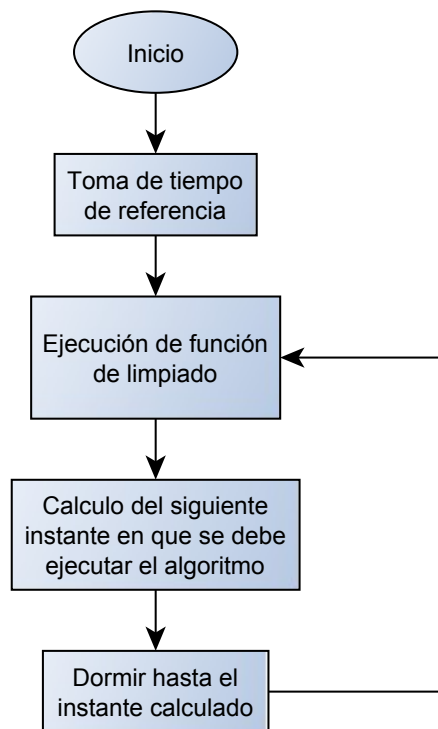 Inicio
Toma de tiempo
de referencia
Ejecución de función
de limpiado
Calculo del siguiente
instante en que se debe
ejecutar el algoritmo
Dormir hasta el
instante calculado